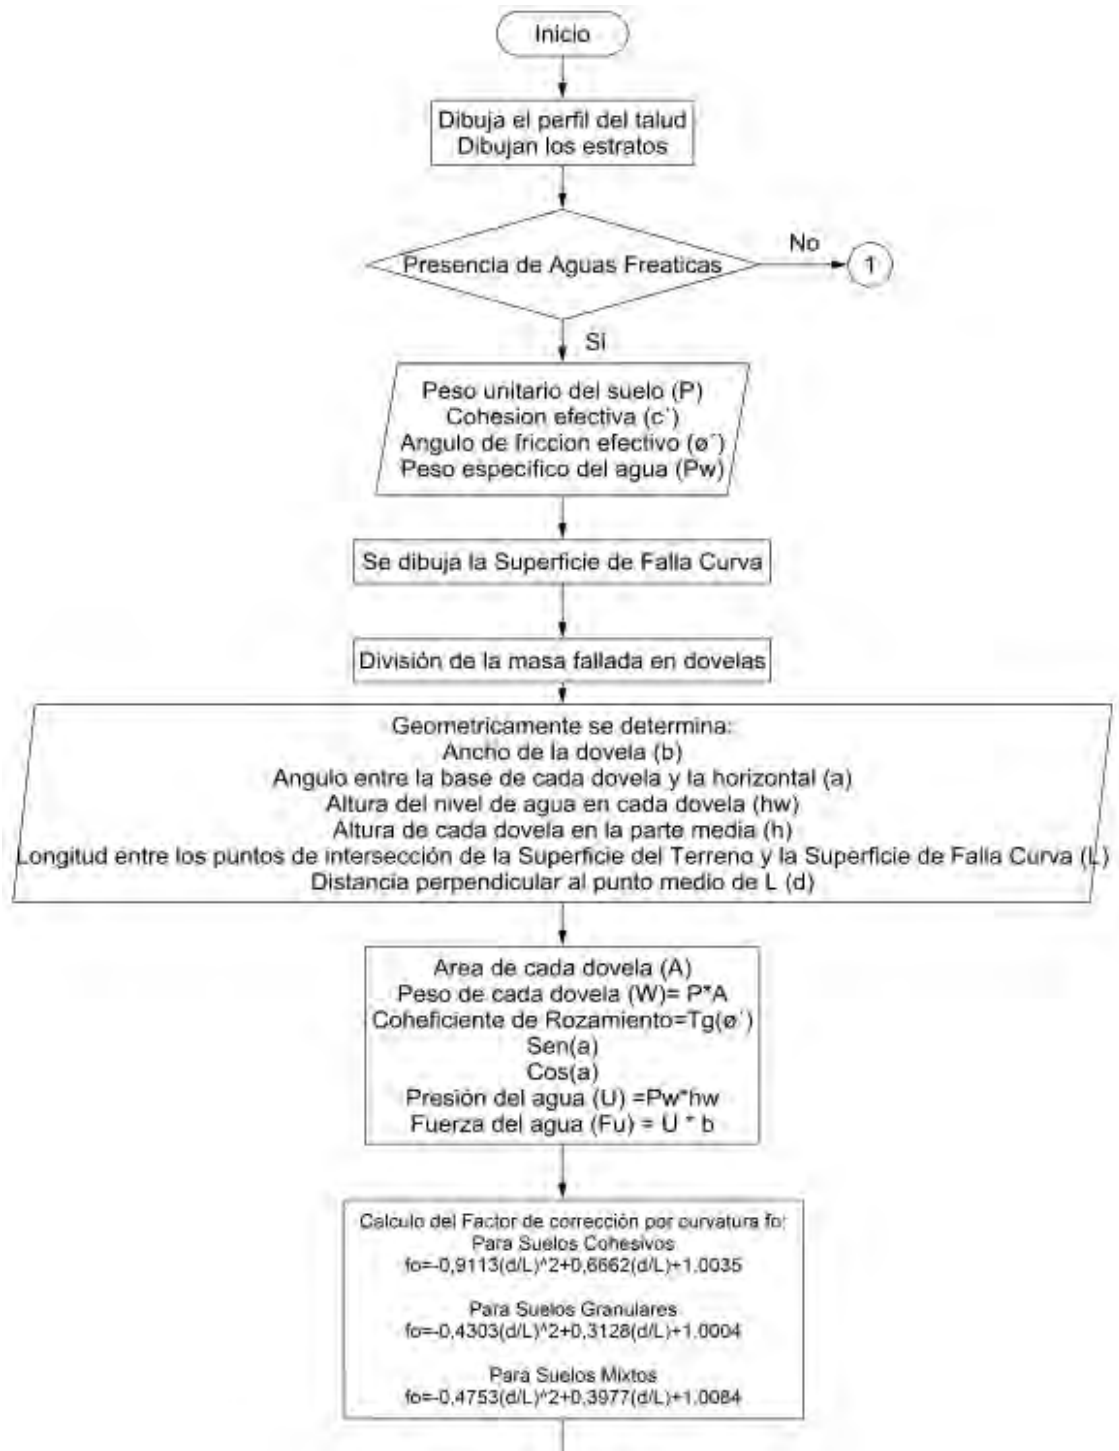 Inicio
Dibuja el perfil del talud
Dibujan los estratos
Presencia de Aguas Freaticas
No
1
Si
Peso unitario del suelo (P)
Cohesion efectiva (c´)
Angulo de friccion efectivo (ø´)
Peso especifico del agua (Pw)
Se dibuja la Superficie de Falla Curva
División de la masa fallada en dovelas
Geometricamente se determina:
Ancho de la dovela (b)
Angulo entre la base de cada dovela y la horizontal (a)
Altura del nivel de agua en cada dovela (hw)
Altura de cada dovela en la parte media (h)
Longitud entre los puntos de intersección de la Superficie del Terreno y la Superficie de Falla Curva (L)
Distancia perpendicular al punto medio de L (d)
Area de cada dovela (A)
Peso de cada dovela (W)= P*A
Coheficiente de Rozamiento=Tg(ø´)
Sen(a)
Cos(a)
Presión del agua (U) =Pw*hw
Fuerza del agua (Fu) = U * b
Calculo del Factor de corrección por curvatura fo:
Para Suelos Cohesivos
fo=-0,9113(d/L)^2+0,6662(d/L)+1.0035
Para Suelos Granulares
fo=-0,4303(d/L)^2+0,3128(d/L)+1.0004
Para Suelos Mixtos
fo=-0,4753(d/L)^2+0,3977(d/L)+1.0084